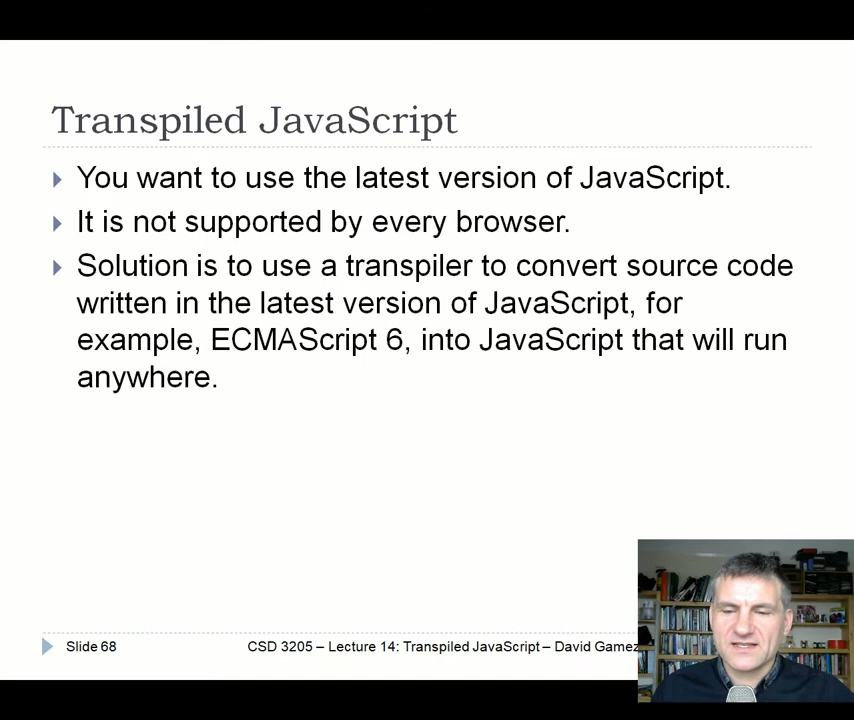 Transpiled JavaScript
You want to use the latest version of JavaScript.
It is not supported by every browser.
Solution is to use a transpiler to convert source code
written in the latest version of JavaScript, for
example, ECMAScript 6, into JavaScript that will run
anywhere.
Slide 68
CSD 3205 – Lecture 14: Transpiled JavaScript – David Gamez